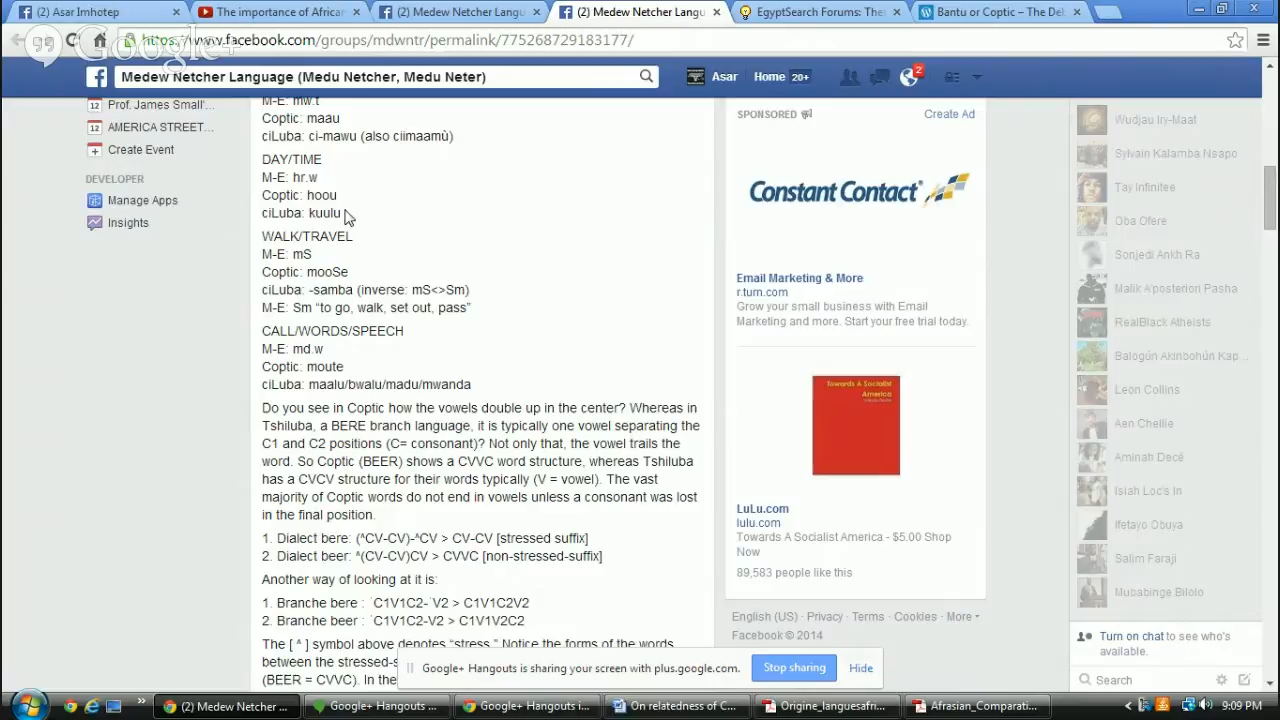 (2) Asar Imhotep
The importance of African
(2) Medew Netcher Langu
(2) Medew Netcher Langu
EgyptSearch Forums: The
Bantu or Coptic – The De
Google+
https://www.facebook.com/groups/mdwntr/permalink/775268729183177/
Medew Netcher Language (Medu Netcher, Medu Neter)
Asar
Home 20+
2
Prof. James Small'...
AMERICA STREET...
Create Event
DEVELOPER
Manage Apps
Insights
M-E: mw.t
Coptic: maau
ciLuba: ci-mawu (also ciimaamù)
DAY/TIME
M-E: hr.w
Coptic: hoou
ciLuba: kuulu
WALK/TRAVEL
M-E: mS
Coptic: mooSe
ciLuba: -samba (inverse: mS<>Sm)
M-E: Sm “to go, walk, set out, pass”
CALL/WORDS/SPEECH
M-E: md.w
Coptic: moute
ciLuba: maalu/bwalu/madu/mwanda
Do you see in Coptic how the vowels double up in the center? Whereas in
Tshiluba, a BERE branch language, it is typically one vowel separating the
C1 and C2 positions (C= consonant)? Not only that, the vowel trails the
word. So Coptic (BEER) shows a CVVC word structure, whereas Tshiluba
has a CVCV structure for their words typically (V = vowel). The vast
majority of Coptic words do not end in vowels unless a consonant was lost
in the final position.
1. Dialect bere: (^CV-CV)-^CV > CV-CV [stressed suffix]
2. Dialect beer: ^(CV-CV)CV > CVVC [non-stressed-suffix]
Another way of looking at it is:
1. Branche bere : ˙C1V1C2-˙V2 > C1V1C2V2
2. Branche beer : ˙C1V1C2-V2 > C1V1V2C2
The [ ^ ] symbol above denotes “stress.” Notice the forms of the words
between the stressed-s
(BEER = CVVC). In the
SPONSORED
Create Ad
Constant Contact
Email Marketing & More
r.turn.com
Grow your small business with Email
Marketing and more. Start your free trial today.
Towards A Socialist
America
LuLu.com
lulu.com
Towards A Socialist America - $5.00 Shop
Now
89,583 people like this
English (US) · Privacy · Terms · Cookies · More
Facebook © 2014
Wudjau Iry-Maat
Sylvain Kalamba Nsapo
Tay Infinitee
Oba Ofere
Sonjedi Ankh Ra
Malik A'posteriori Pasha
RealBlack Atheists
Balogún Akinbohùn Kap...
Leon Collins
Aen Chellie
Aminah Decé
Isiah Loc's In
Ifetayo Obuya
Salim Faraji
Mubabinge Bilolo
Turn on chat to see who's
available.
Search
Google+ Hangouts is sharing your screen with plus.google.com.
Stop sharing
Hide
(2) Medew Netcher ...
Google+ Hangouts ...
Google+ Hangouts i...
On relatedness of C...
Origine_languesafri...
Afrasian_Comparati...
9:09 PM